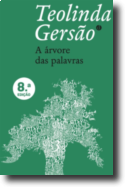 Teolinda
Gersão
A árvore
das palavras
8.ª
EDIÇÃO